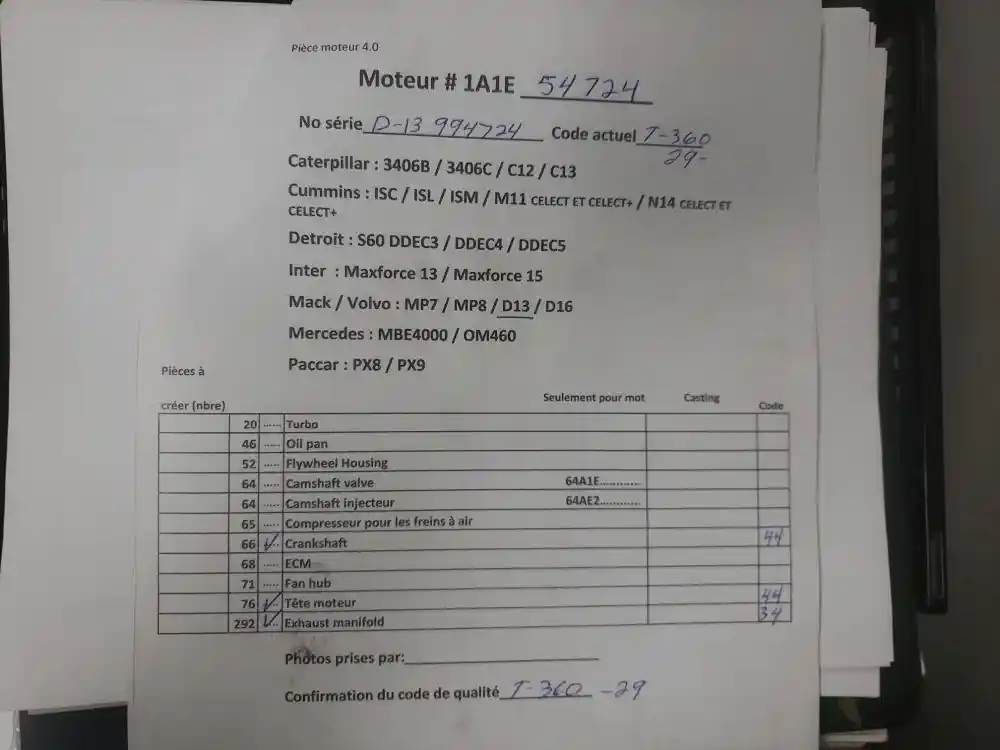 Pièce moteur 4.0
Moteur # 1A1E 54724
No série D-13 994724 Code actuel T-360
29-
Caterpillar : 3406B / 3406C / C12 / C13
Cummins : ISC / ISL / ISM / M11 CELECT ET CELECT+ / N14 CELECT ET
CELECT+
Detroit : S60 DDEC3 / DDEC4 / DDEC5
Inter : Maxforce 13 / Maxforce 15
Mack / Volvo : MP7 / MP8 / D13 / D16
Mercedes : MBE4000 / OM460
Paccar : PX8 / PX9
Pièces à
créer (nbre) Seulement pour mot Casting Code
20 ..... Turbo
46 ..... Oil pan
52 ..... Flywheel Housing
64 ..... Camshaft valve 64A1E............
64 ..... Camshaft injecteur 64AE2............
65 ..... Compresseur pour les freins à air
66 ✓.. Crankshaft 44
68 ..... ECM
71 ..... Fan hub
76 ✓.. Tête moteur 44
292 ✓.. Exhaust manifold 34
Photos prises par:
Confirmation du code de qualité T-360 -29